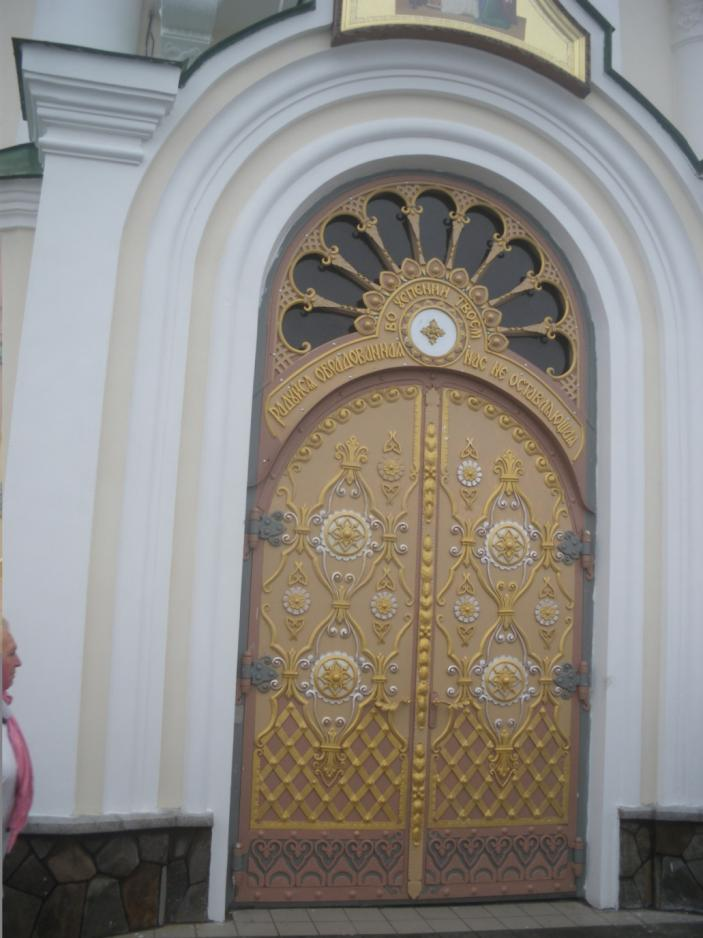 РАДУЙСЯ ОБРАДОВАННАЯ
ВО УСПЕНИИ ТВОЕМ
НАС НЕ ОСТАВЛЯЮЩАЯ